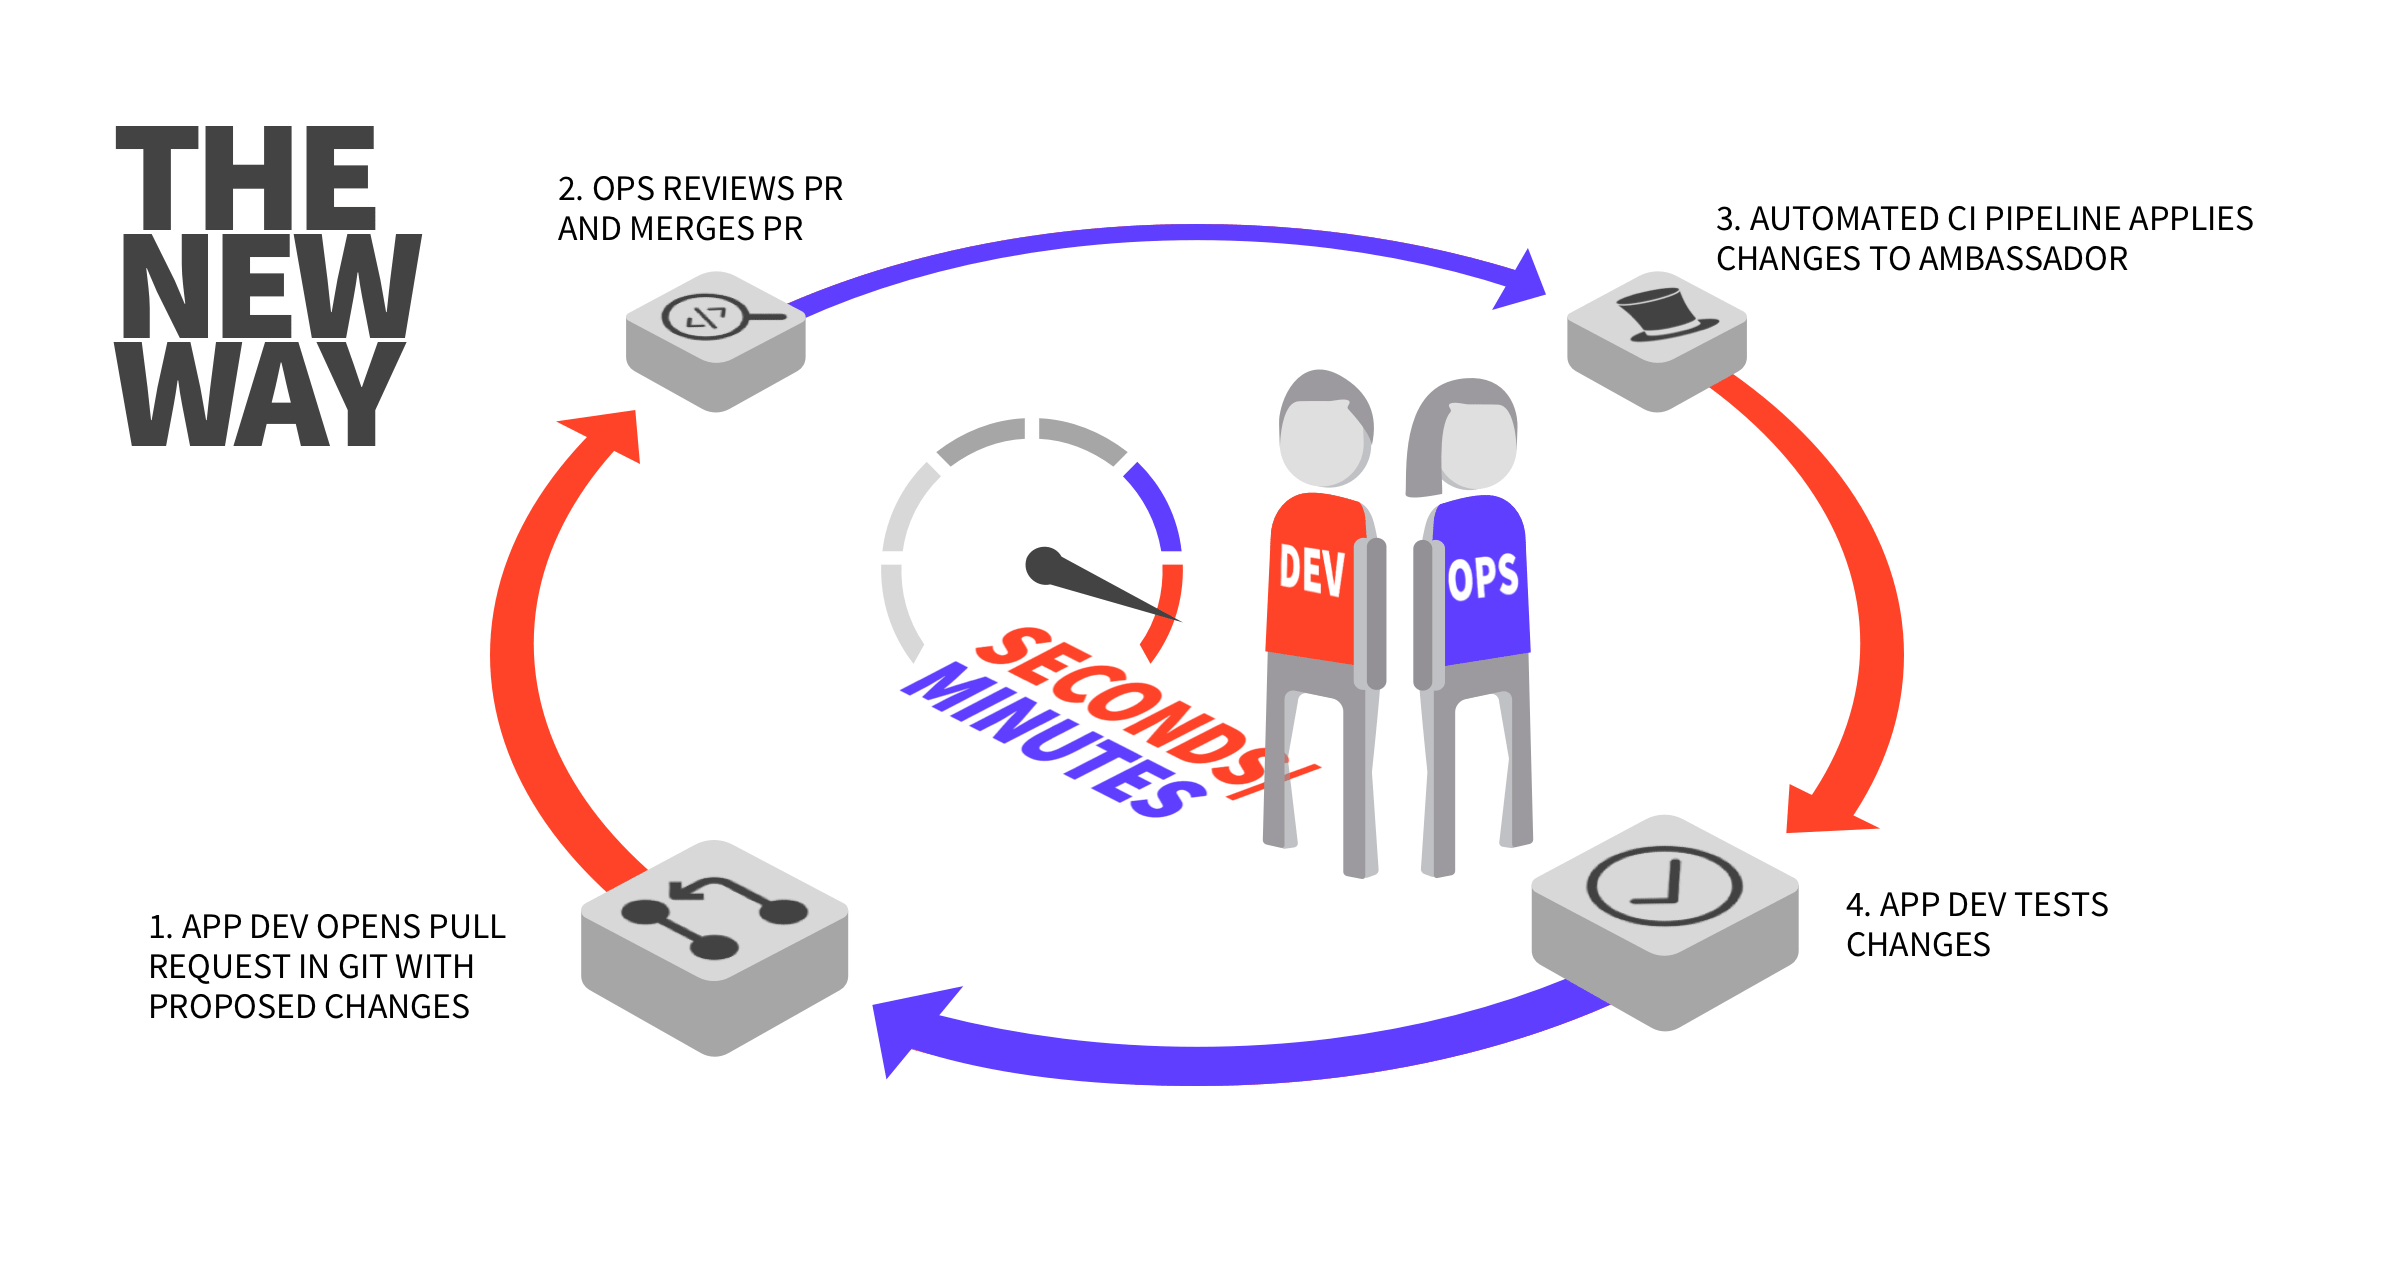 THE
NEW
WAY
2. OPS REVIEWS PR
AND MERGES PR
3. AUTOMATED CI PIPELINE APPLIES
CHANGES TO AMBASSADOR
DEV
OPS
SECONDS/
MINUTES
1. APP DEV OPENS PULL
REQUEST IN GIT WITH
PROPOSED CHANGES
4. APP DEV TESTS
CHANGES